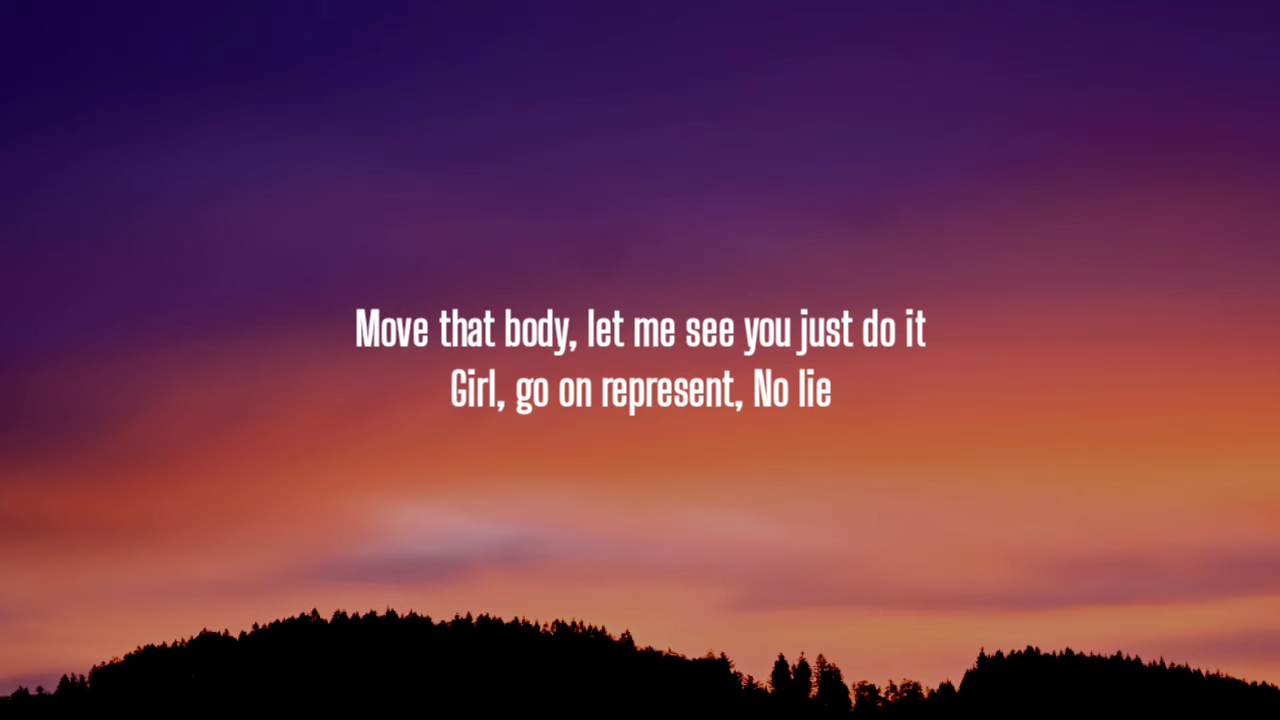 Move that body, let me see you just do it
Girl, go on represent, No lie